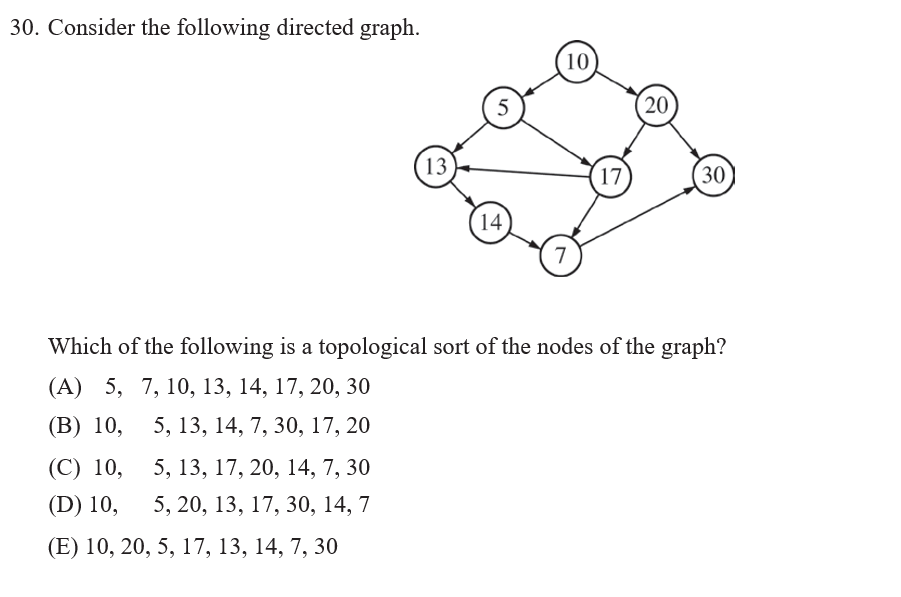 30. Consider the following directed graph.
10
5
20
13
17
30
14
7
Which of the following is a topological sort of the nodes of the graph?
(A) 5, 7, 10, 13, 14, 17, 20, 30
(B) 10, 5, 13, 14, 7, 30, 17, 20
(C) 10, 5, 13, 17, 20, 14, 7, 30
(D) 10, 5, 20, 13, 17, 30, 14, 7
(E) 10, 20, 5, 17, 13, 14, 7, 30